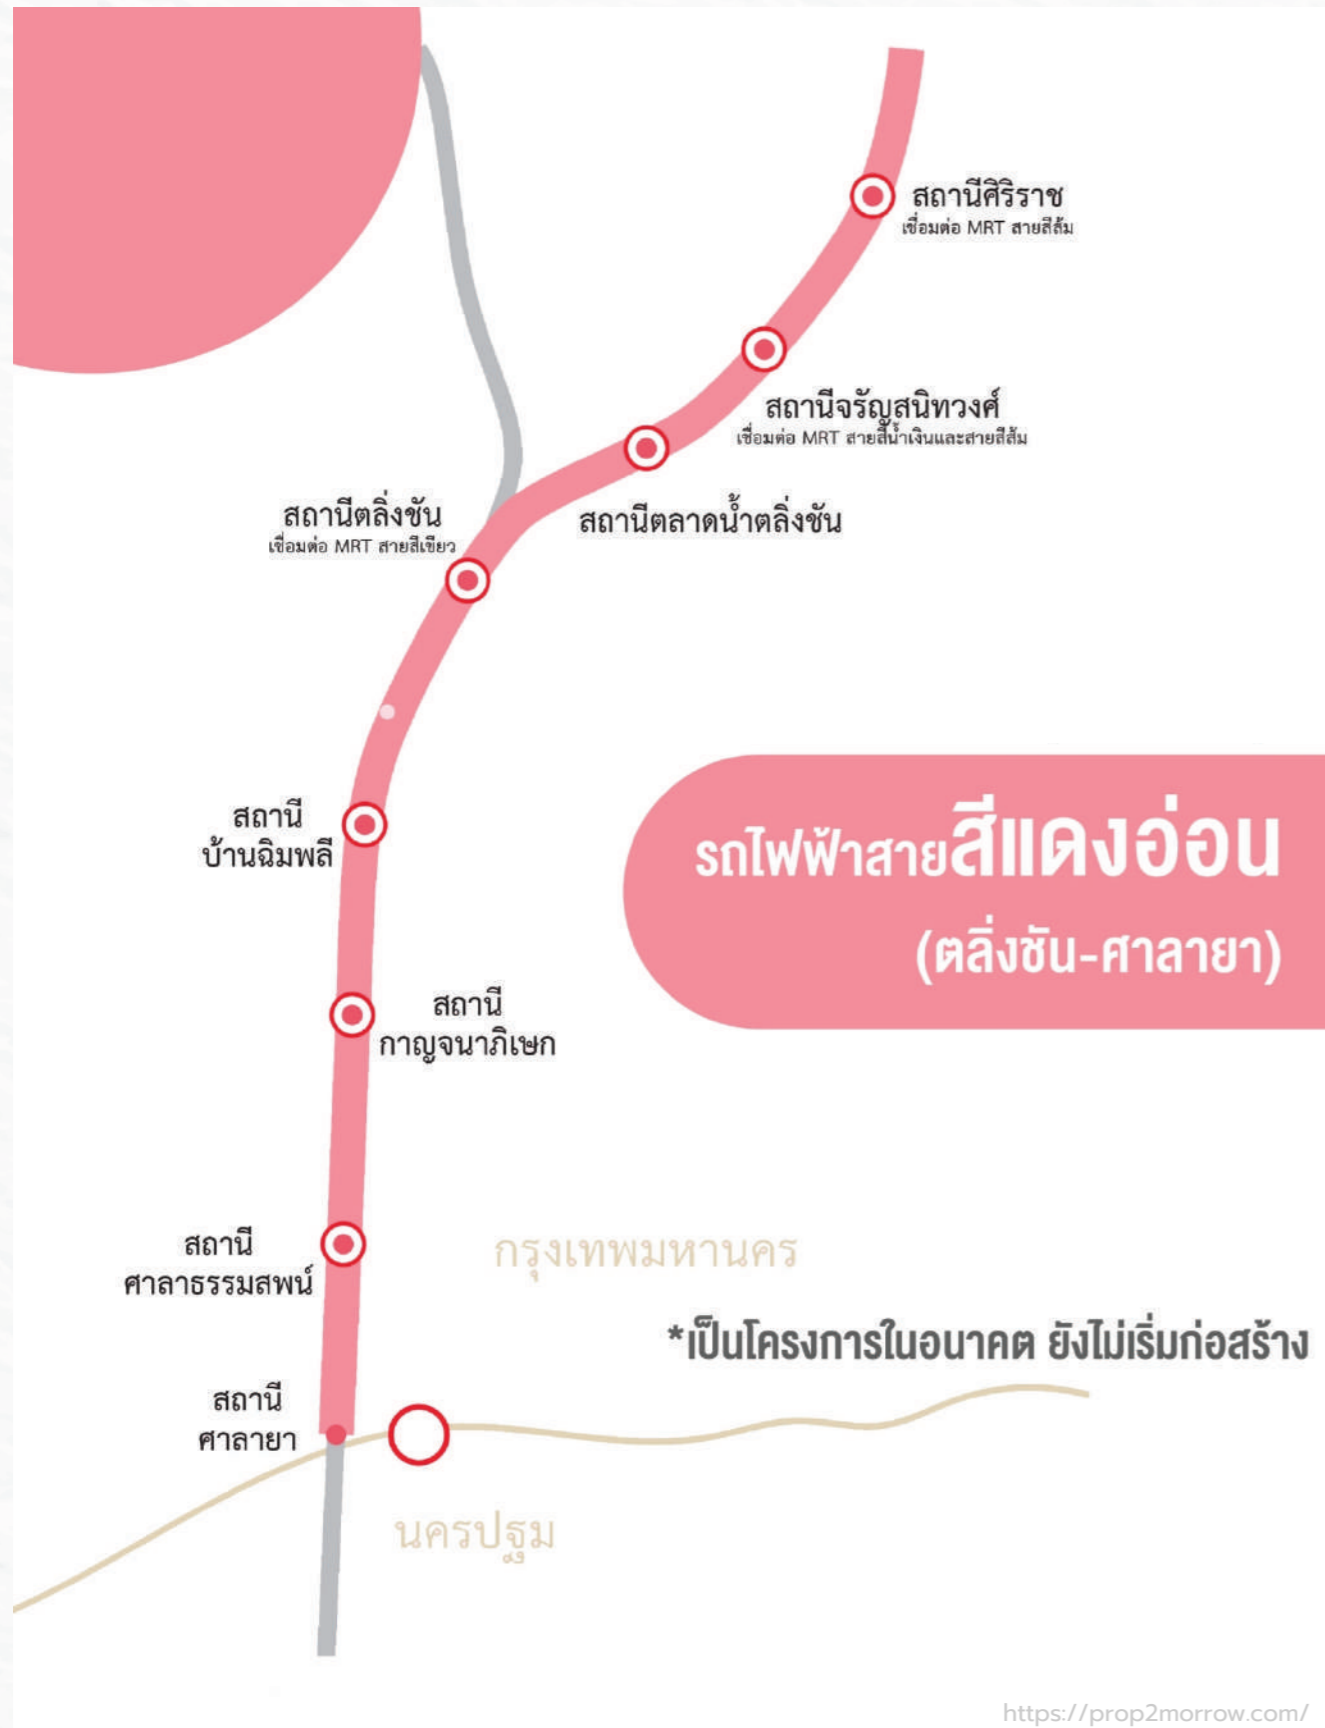 สถานีศิริราช
เชื่อมต่อ MRT สายสีส้ม
สถานีจรัญสนิทวงศ์
เชื่อมต่อ MRT สายสีน้ำเงินและสายสีส้ม
สถานีตลิ่งชัน
เชื่อมต่อ MRT สายสีเขียว
สถานีตลาดน้ำตลิ่งชัน
สถานี
บ้านฉิมพลี
รถไฟฟ้าสายสีแดงอ่อน
(ตลิ่งชัน-ศาลายา)
สถานี
กาญจนาภิเษก
สถานี
ศาลาธรรมสพน์
กรุงเทพมหานคร
*เป็นโครงการในอนาคต ยังไม่เริ่มก่อสร้าง
สถานี
ศาลายา
นครปฐม
https://prop2morrow.com/